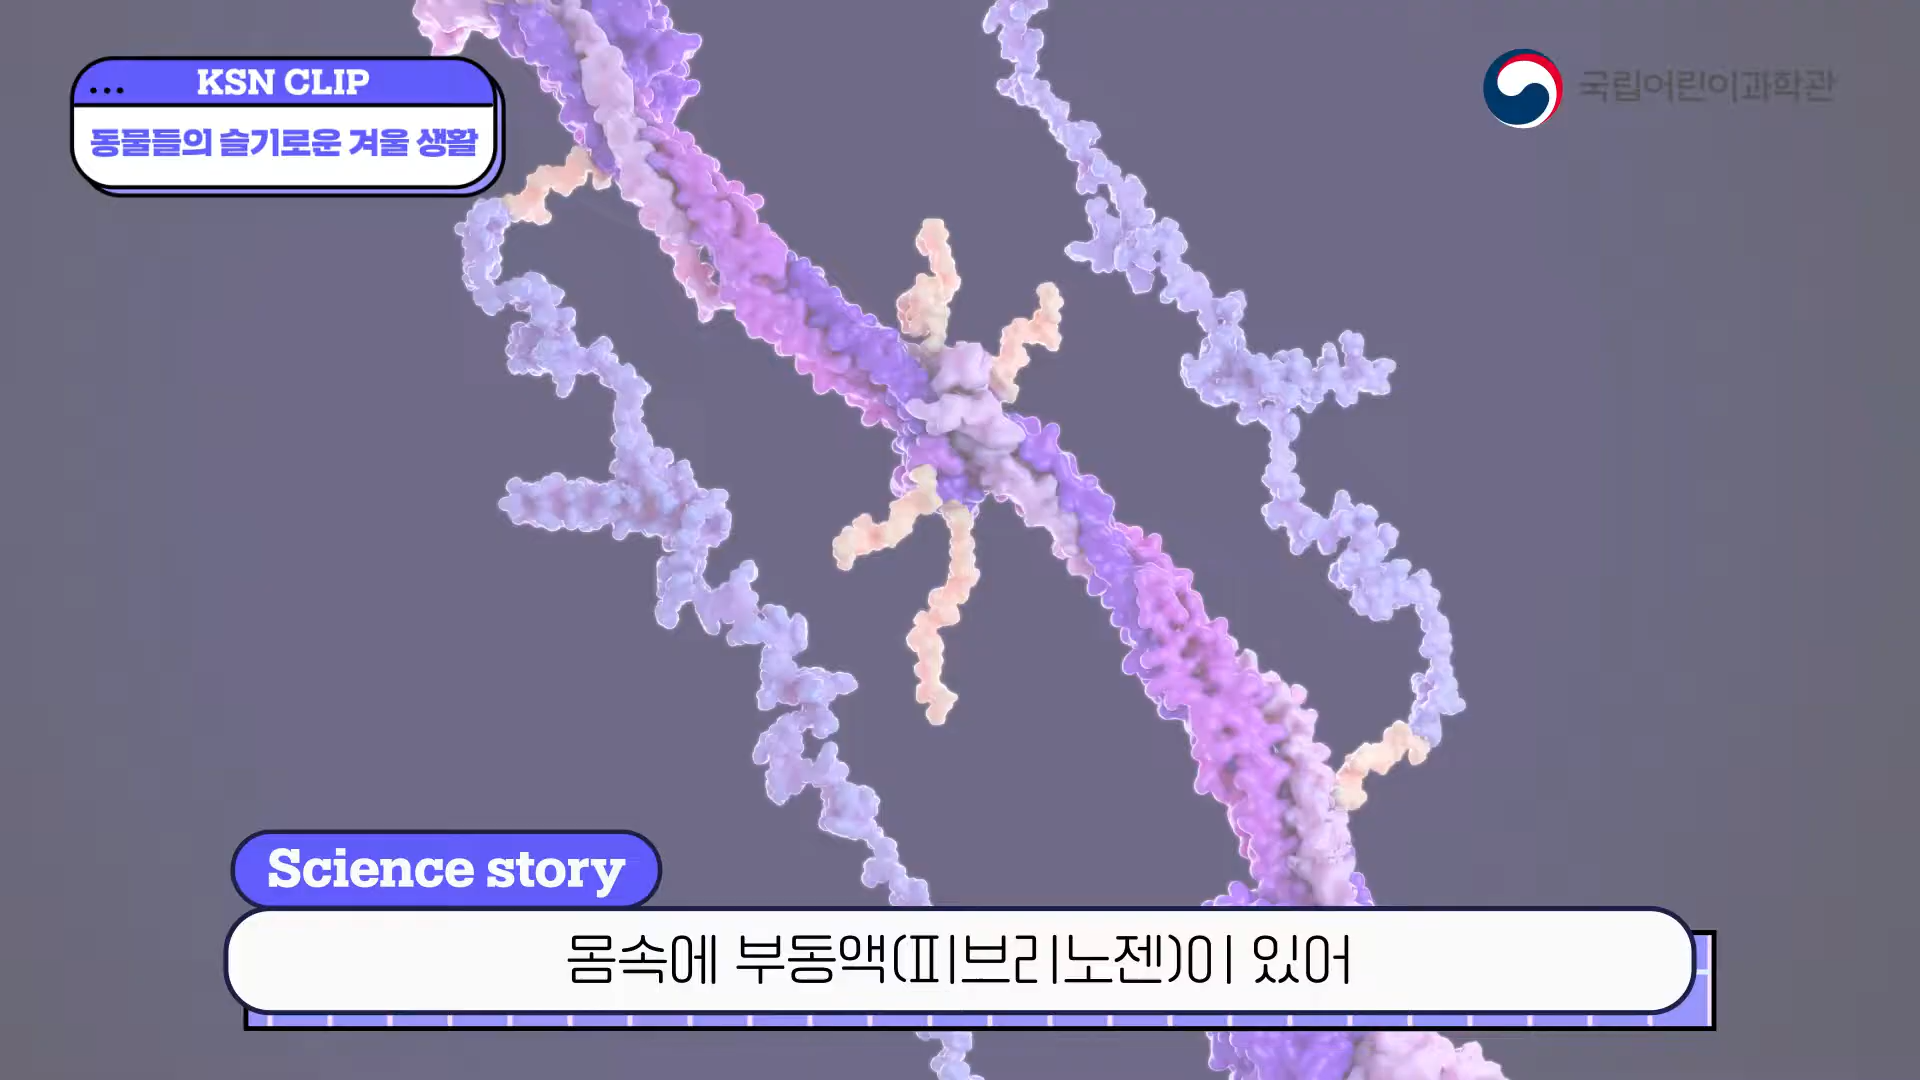 KSN CLIP
동물들의 슬기로운 겨울 생활
국립어린이과학관
Science story
몸속에 부동액(피브리노젠)이 있어